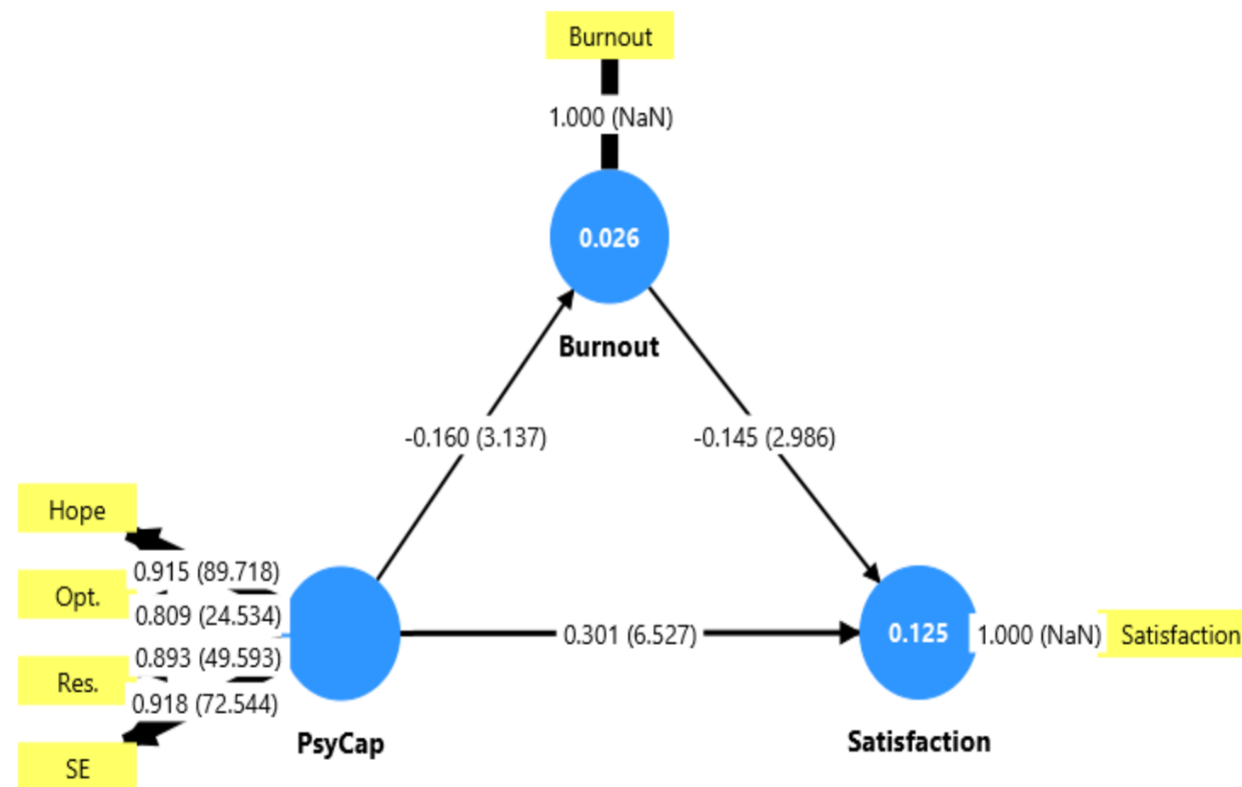 Burnout
1.000 (NaN)
0.026
Burnout
-0.160 (3.137)
-0.145 (2.986)
Hope
0.915 (89.718)
Opt.
0.809 (24.534)
0.893 (49.593)
Res.
0.918 (72.544)
SE
PsyCap
0.301 (6.527)
0.125
1.000 (NaN)
Satisfaction
Satisfaction